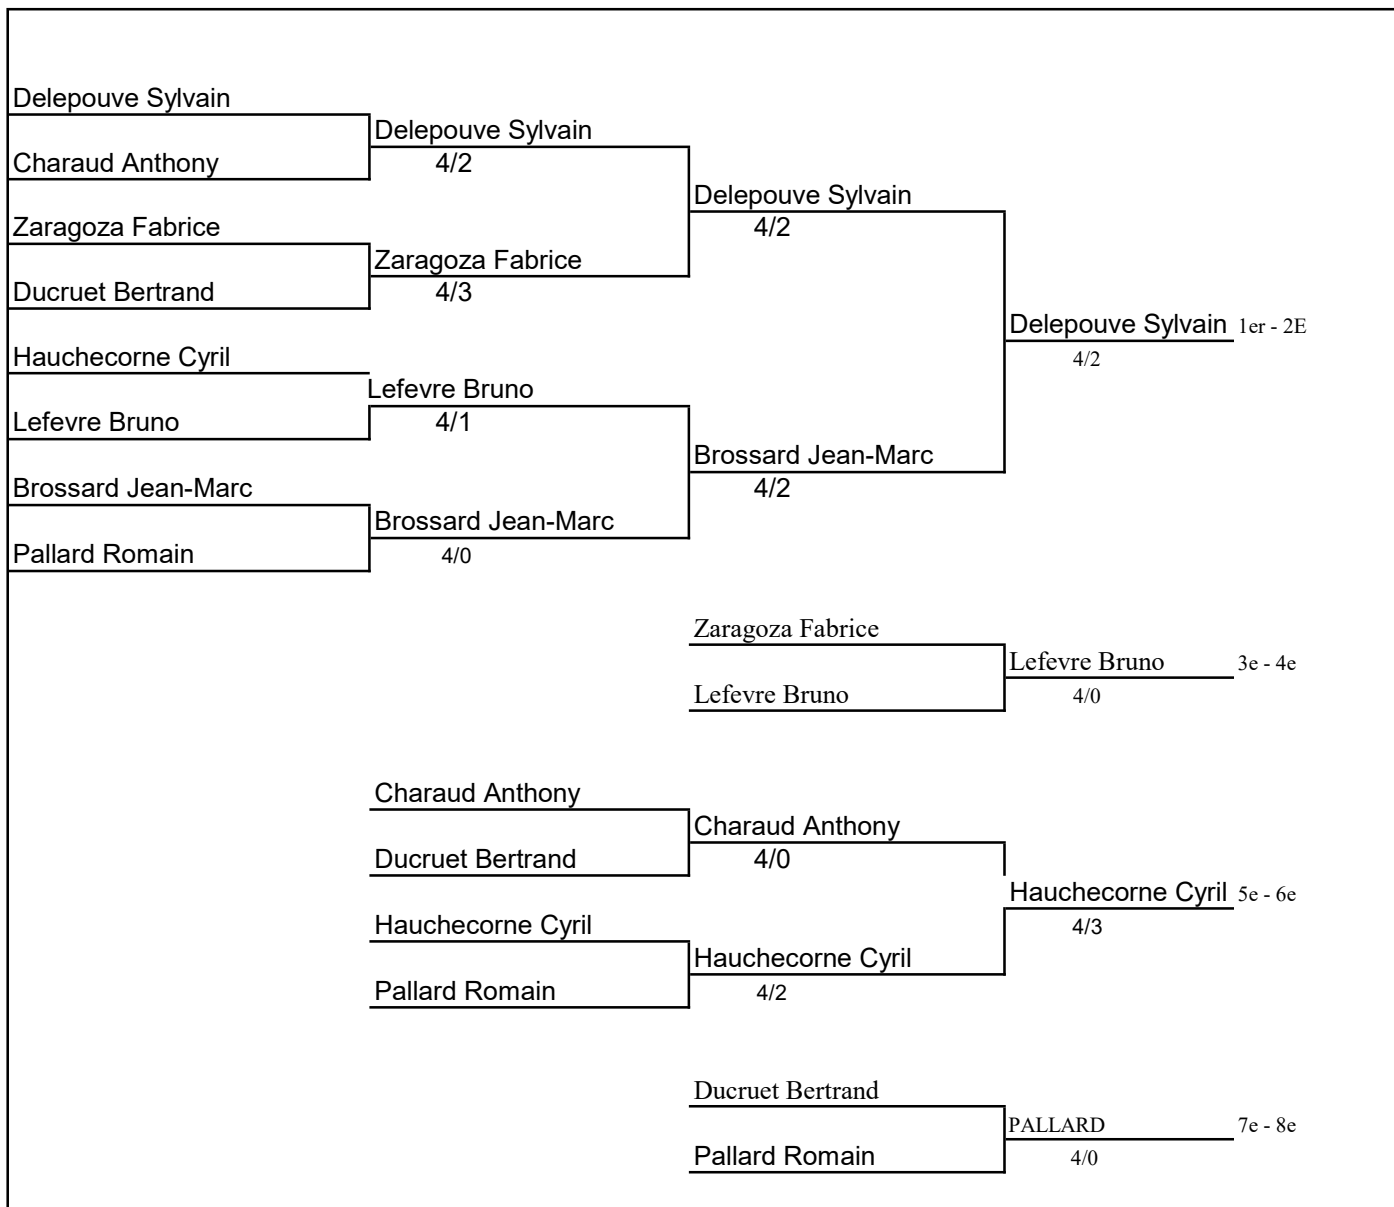 Delepouve Sylvain
Delepouve Sylvain
Charaud Anthony
4/2
Delepouve Sylvain
Zaragoza Fabrice
4/2
Zaragoza Fabrice
Ducruet Bertrand
4/3
Delepouve Sylvain 1er - 2E
Hauchecorne Cyril
4/2
Lefevre Bruno
Lefevre Bruno
4/1
Brossard Jean-Marc
Brossard Jean-Marc
4/2
Brossard Jean-Marc
Pallard Romain
4/0
Zaragoza Fabrice
Lefevre Bruno 3e - 4e
Lefevre Bruno
4/0
Charaud Anthony
Charaud Anthony
Ducruet Bertrand
4/0
Hauchecorne Cyril 5e - 6e
Hauchecorne Cyril
4/3
Hauchecorne Cyril
Pallard Romain
4/2
Ducruet Bertrand
PALLARD 7e - 8e
Pallard Romain
4/0